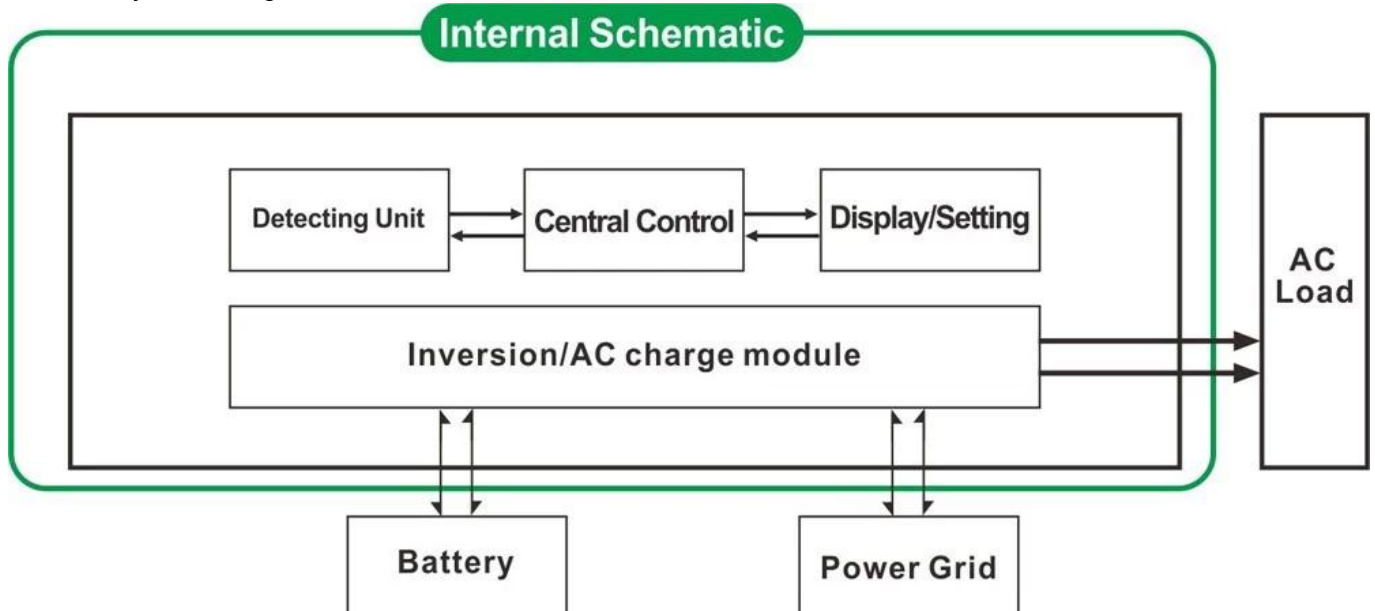 Internal Schematic
Detecting Unit
Central Control
Display/Setting
AC
Load
Inversion/AC charge module
Battery
Power Grid